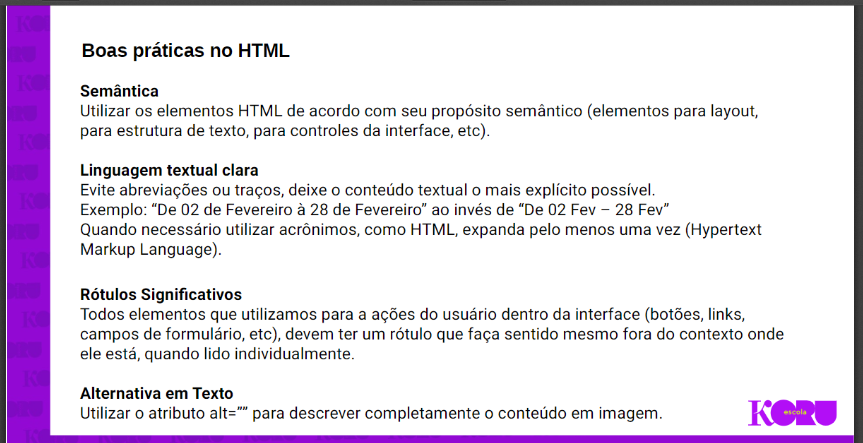 Boas práticas no HTML
Semântica
Utilizar os elementos HTML de acordo com seu propósito semântico (elementos para layout,
para estrutura de texto, para controles da interface, etc).
Linguagem textual clara
Evite abreviações ou traços, deixe o conteúdo textual o mais explícito possível.
Exemplo: “De 02 de Fevereiro à 28 de Fevereiro” ao invés de “De 02 Fev – 28 Fev”
Quando necessário utilizar acrônimos, como HTML, expanda pelo menos uma vez (Hypertext
Markup Language).
Rótulos Significativos
Todos elementos que utilizamos para a ações do usuário dentro da interface (botões, links,
campos de formulário, etc), devem ter um rótulo que faça sentido mesmo fora do contexto onde
ele está, quando lido individualmente.
Alternativa em Texto
Utilizar o atributo alt=”” para descrever completamente o conteúdo em imagem.
escola
KORU